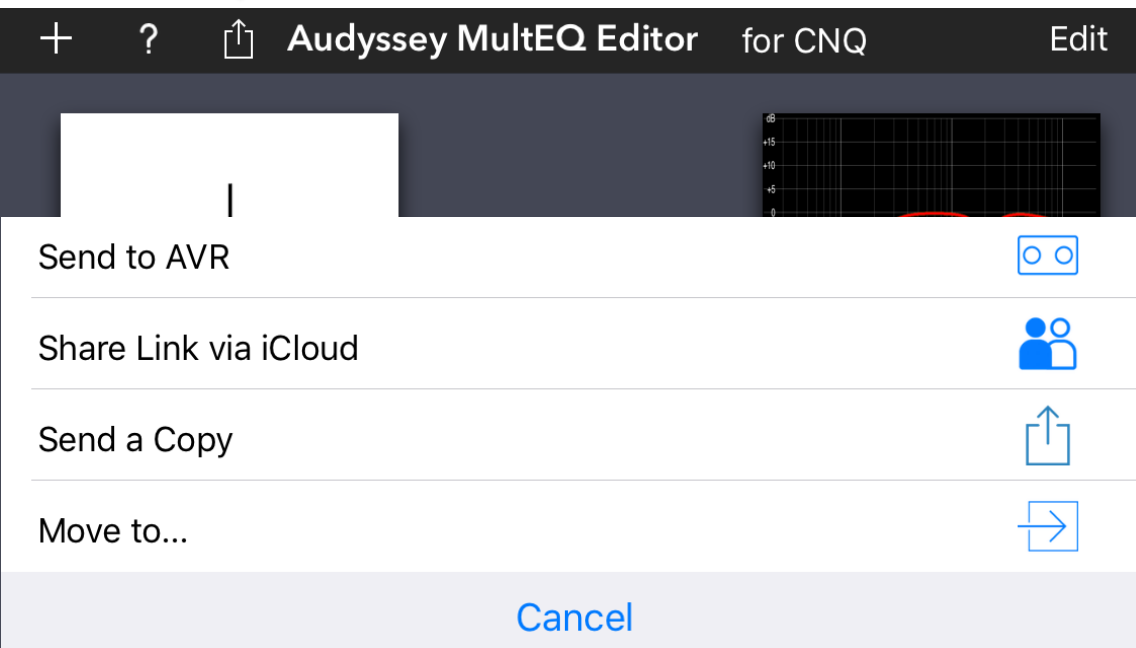 + ? Audyssey MultEQ Editor for CNQ Edit
dB
+15
+10
+5
0
Send to AVR
Share Link via iCloud
Send a Copy
Move to...
Cancel